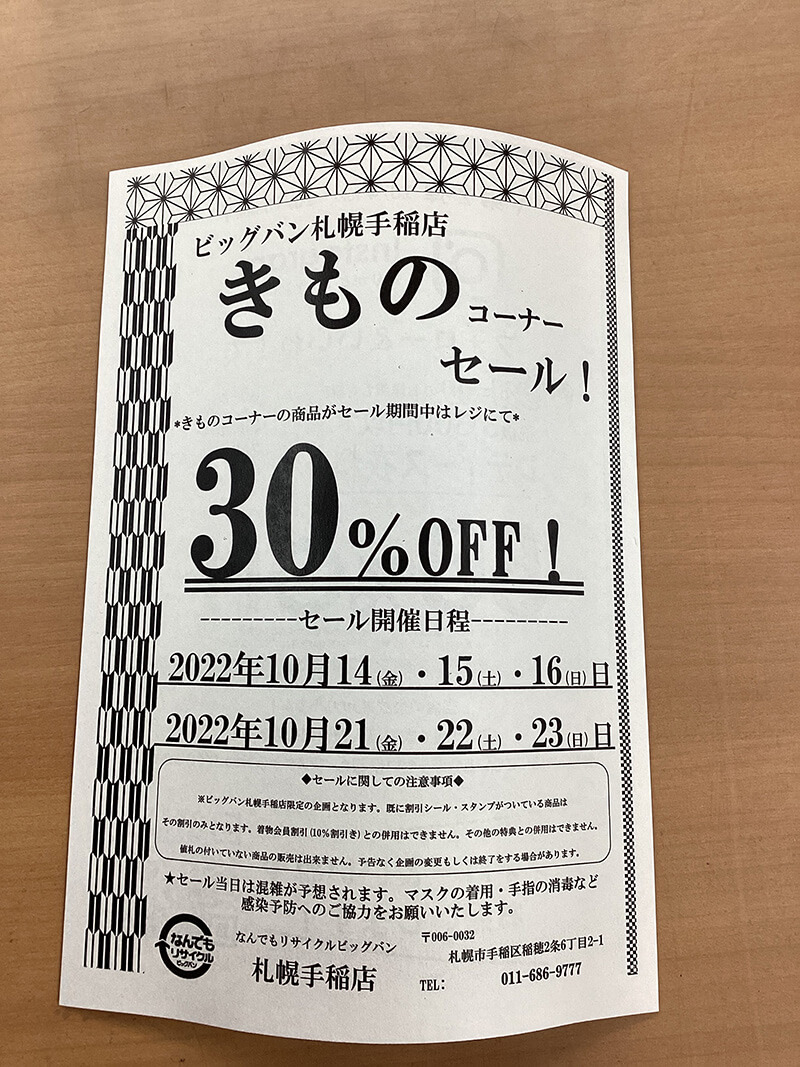 ビッグバン札幌手稲店
きもの
コーナー
セール！
*きものコーナーの商品がセール期間中はレジにて*
30%OFF！
---------セール開催日程---------
2022年10月14(金)・15(土)・16(日)日
2022年10月21(金)・22(土)・23(日)日
◆セールに関しての注意事項◆
※ビッグバン札幌手稲店限定の企画となります。既に割引シール・スタンプがついている商品は
その割引のみとなります。着物会員割引(10%割引き)との併用はできません。その他の特典との併用はできません。
値札の付いていない商品の販売は出来ません。予告なく企画の変更もしくは終了をする場合があります。
★セール当日は混雑が予想されます。マスクの着用・手指の消毒など
感染予防へのご協力をお願いいたします。
なんでも
リサイクル
ビッグバン
なんでもリサイクルビッグバン
札幌手稲店
〒006-0032
札幌市手稲区稲穂2条6丁目2-1
TEL: 011-686-9777